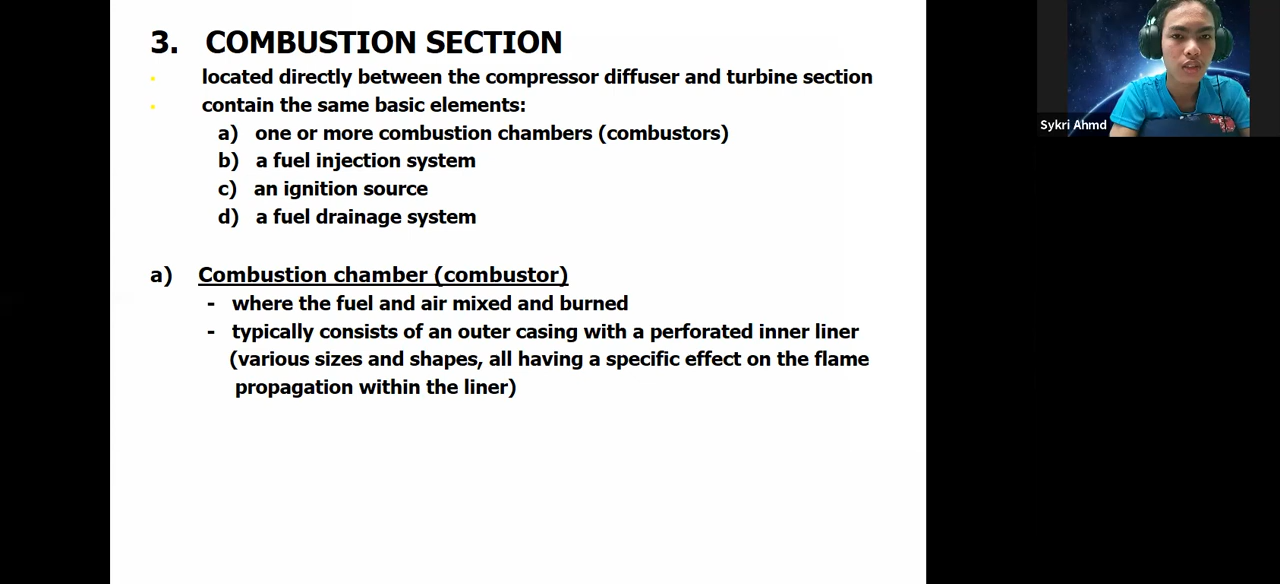 3. COMBUSTION SECTION
located directly between the compressor diffuser and turbine section
contain the same basic elements:
a) one or more combustion chambers (combustors)
b) a fuel injection system
c) an ignition source
d) a fuel drainage system
a) Combustion chamber (combustor)
- where the fuel and air mixed and burned
- typically consists of an outer casing with a perforated inner liner
(various sizes and shapes, all having a specific effect on the flame
propagation within the liner)
Sykri Ahmd